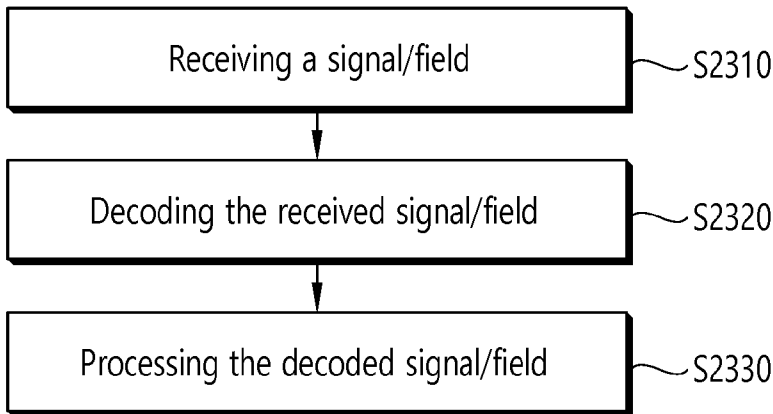 Receiving a signal/field
S2310
Decoding the received signal/field
S2320
Processing the decoded signal/field
S2330